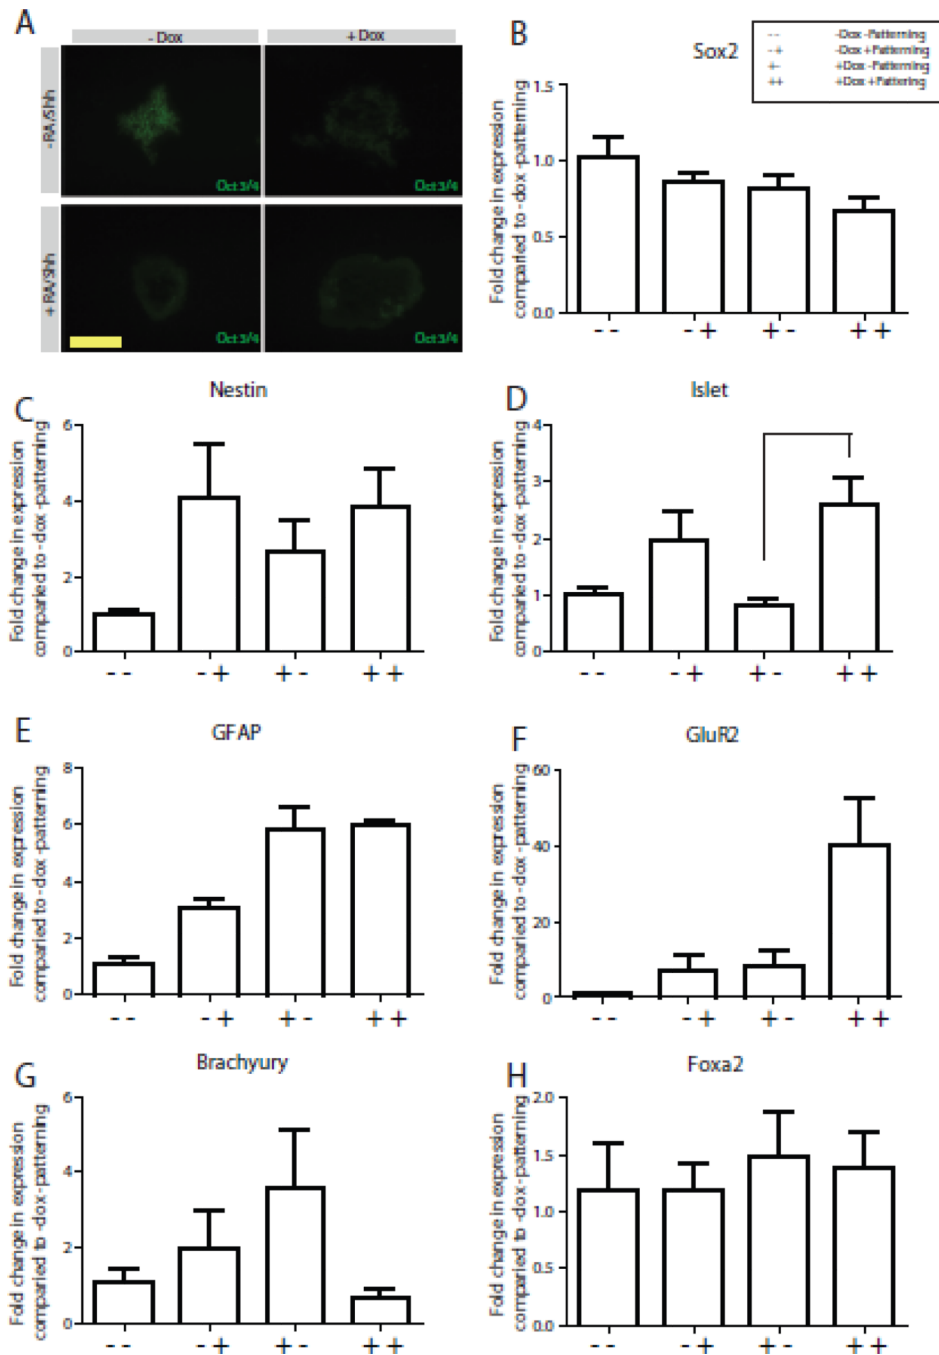 A
- Dox
+ Dox
-RA/Shh
Oct3/4
Oct3/4
+ RA/Shh
Oct3/4
Oct3/4
B
Sox2
-- -Dox -Patterning
-+ -Dox +Patterning
+- +Dox -Patterning
++ +Dox +Pattering
Fold change in expression
comparied to -dox -patterning
1.5
1.0
0.5
0.0
-- -+ +- ++
C
Nestin
Fold change in expression
compared to -dox -patterning
6
4
2
0
-- -+ +- ++
D
Islet
Fold change in expression
compared to -dox -patterning
4
3
2
1
0
-- -+ +- ++
E
GFAP
Fold change in expression
comparied to -dox -patterning
8
6
4
2
0
-- -+ +- ++
F
GluR2
Fold change in expression
comparied to -dox -patterning
60
40
20
0
-- -+ +- ++
G
Brachyury
Fold change in expression
compared to -dox -patterning
6
4
2
0
-- -+ +- ++
H
Foxa2
Fold change in expression
compared to -dox -patterning
2.0
1.5
1.0
0.5
0.0
-- -+ +- ++